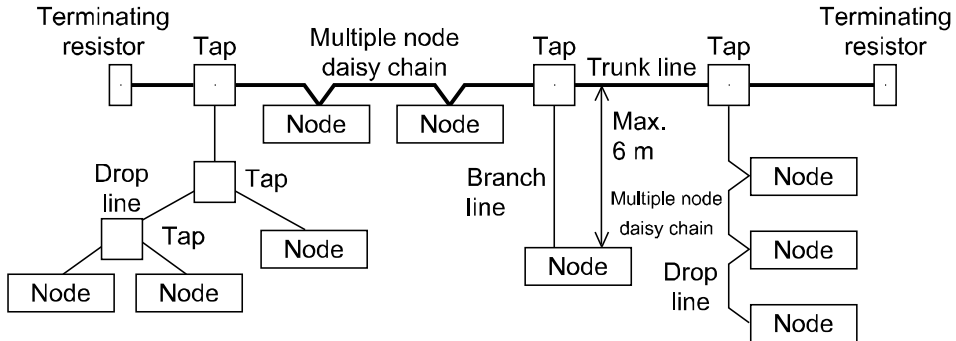 Terminating
resistor
Tap
Multiple node
daisy chain
Tap
Trunk line
Tap
Terminating
resistor
Node
Node
Max.
6 m
Drop
line
Tap
Branch
line
Multiple node
daisy chain
Node
Tap
Node
Node
Node
Node
Node
Drop
line
Node
Node